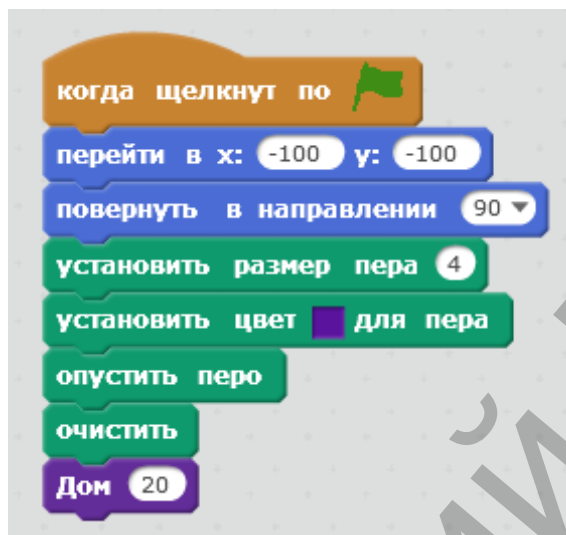 когда щелкнут по
перейти в x: -100 y: -100
повернуть в направлении 90
установить размер пера 4
установить цвет для пера
опустить перо
очистить
Дом 20